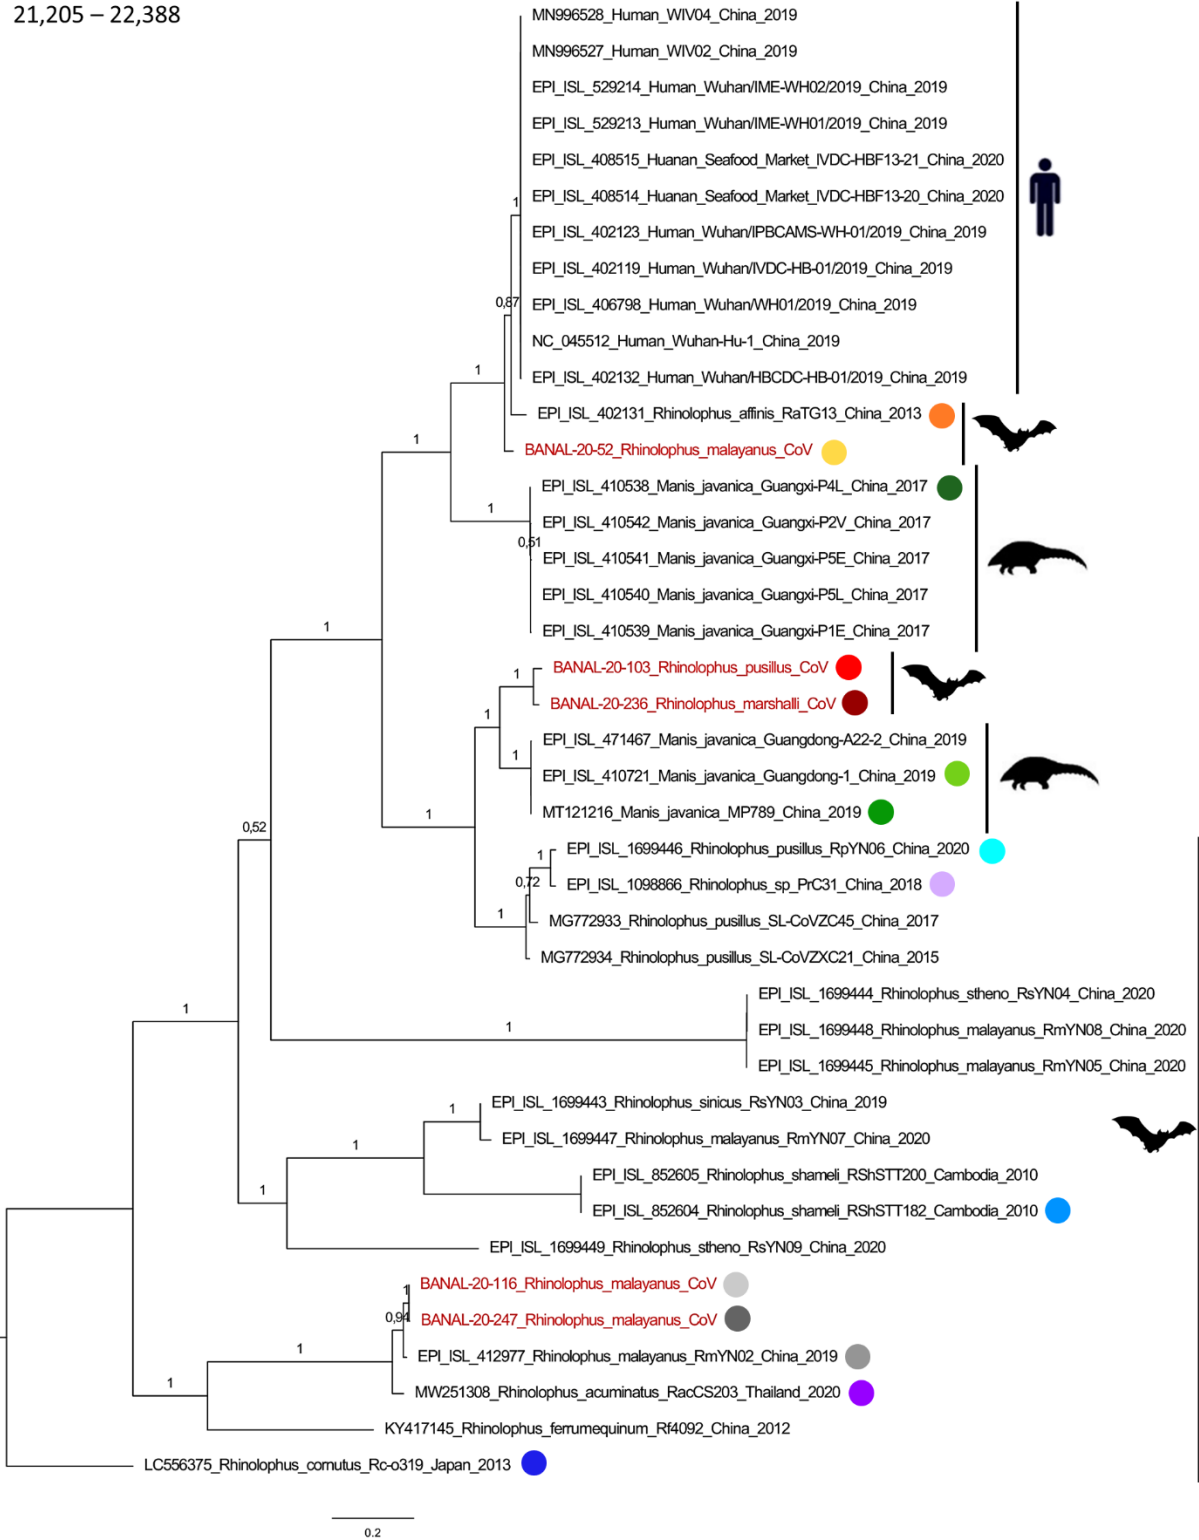 21,205 – 22,388
MN996528_Human_WIV04_China_2019
MN996527_Human_WIV02_China_2019
EPI_ISL_529214_Human_Wuhan/IME-WH02/2019_China_2019
EPI_ISL_529213_Human_Wuhan/IME-WH01/2019_China_2019
EPI_ISL_408515_Huanan_Seafood_Market_IVDC-HBF13-21_China_2020
EPI_ISL_408514_Huanan_Seafood_Market_IVDC-HBF13-20_China_2020
1
EPI_ISL_402123_Human_Wuhan/IPBCAMS-WH-01/2019_China_2019
EPI_ISL_402119_Human_Wuhan/IVDC-HB-01/2019_China_2019
0,87
EPI_ISL_406798_Human_Wuhan/WH01/2019_China_2019
NC_045512_Human_Wuhan-Hu-1_China_2019
1
EPI_ISL_402132_Human_Wuhan/HBCDC-HB-01/2019_China_2019
EPI_ISL_402131_Rhinolophus_affinis_RaTG13_China_2013
1
BANAL-20-52_Rhinolophus_malayanus_CoV
EPI_ISL_410538_Manis_javanica_Guangxi-P4L_China_2017
1
EPI_ISL_410542_Manis_javanica_Guangxi-P2V_China_2017
0,51
EPI_ISL_410541_Manis_javanica_Guangxi-P5E_China_2017
EPI_ISL_410540_Manis_javanica_Guangxi-P5L_China_2017
1
EPI_ISL_410539_Manis_javanica_Guangxi-P1E_China_2017
BANAL-20-103_Rhinolophus_pusillus_CoV
1
BANAL-20-236_Rhinolophus_marshalli_CoV
1
EPI_ISL_471467_Manis_javanica_Guangdong-A22-2_China_2019
1
EPI_ISL_410721_Manis_javanica_Guangdong-1_China_2019
1
MT121216_Manis_javanica_MP789_China_2019
0,52
1
EPI_ISL_1699446_Rhinolophus_pusillus_RpYN06_China_2020
0,72
EPI_ISL_1098866_Rhinolophus_sp_PrC31_China_2018
1
MG772933_Rhinolophus_pusillus_SL-CoVZC45_China_2017
MG772934_Rhinolophus_pusillus_SL-CoVZXC21_China_2015
EPI_ISL_1699444_Rhinolophus_stheno_RsYN04_China_2020
1
1
EPI_ISL_1699448_Rhinolophus_malayanus_RmYN08_China_2020
EPI_ISL_1699445_Rhinolophus_malayanus_RmYN05_China_2020
EPI_ISL_1699443_Rhinolophus_sinicus_RsYN03_China_2019
1
EPI_ISL_1699447_Rhinolophus_malayanus_RmYN07_China_2020
1
EPI_ISL_852605_Rhinolophus_shameli_RShSTT200_Cambodia_2010
1
EPI_ISL_852604_Rhinolophus_shameli_RShSTT182_Cambodia_2010
EPI_ISL_1699449_Rhinolophus_stheno_RsYN09_China_2020
BANAL-20-116_Rhinolophus_malayanus_CoV
1
0,94
BANAL-20-247_Rhinolophus_malayanus_CoV
1
EPI_ISL_412977_Rhinolophus_malayanus_RmYN02_China_2019
1
MW251308_Rhinolophus_acuminatus_RacCS203_Thailand_2020
KY417145_Rhinolophus_ferrumequinum_Rf4092_China_2012
LC556375_Rhinolophus_cornutus_Rc-o319_Japan_2013
0.2